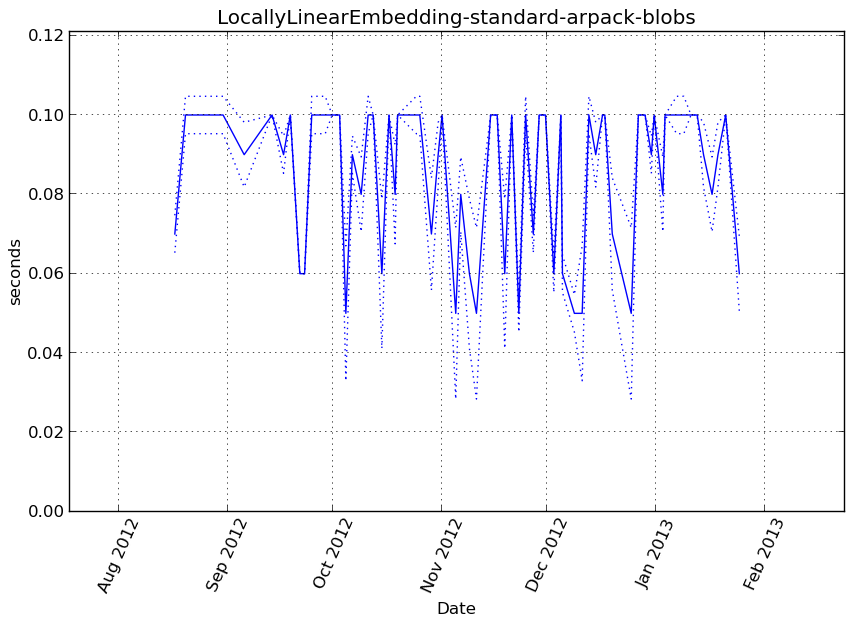 LocallyLinearEmbedding-standard-arpack-blobs
0.12
0.10
0.08
0.06
0.04
0.02
0.00
seconds
Aug 2012
Sep 2012
Oct 2012
Nov 2012
Dec 2012
Jan 2013
Feb 2013
Date